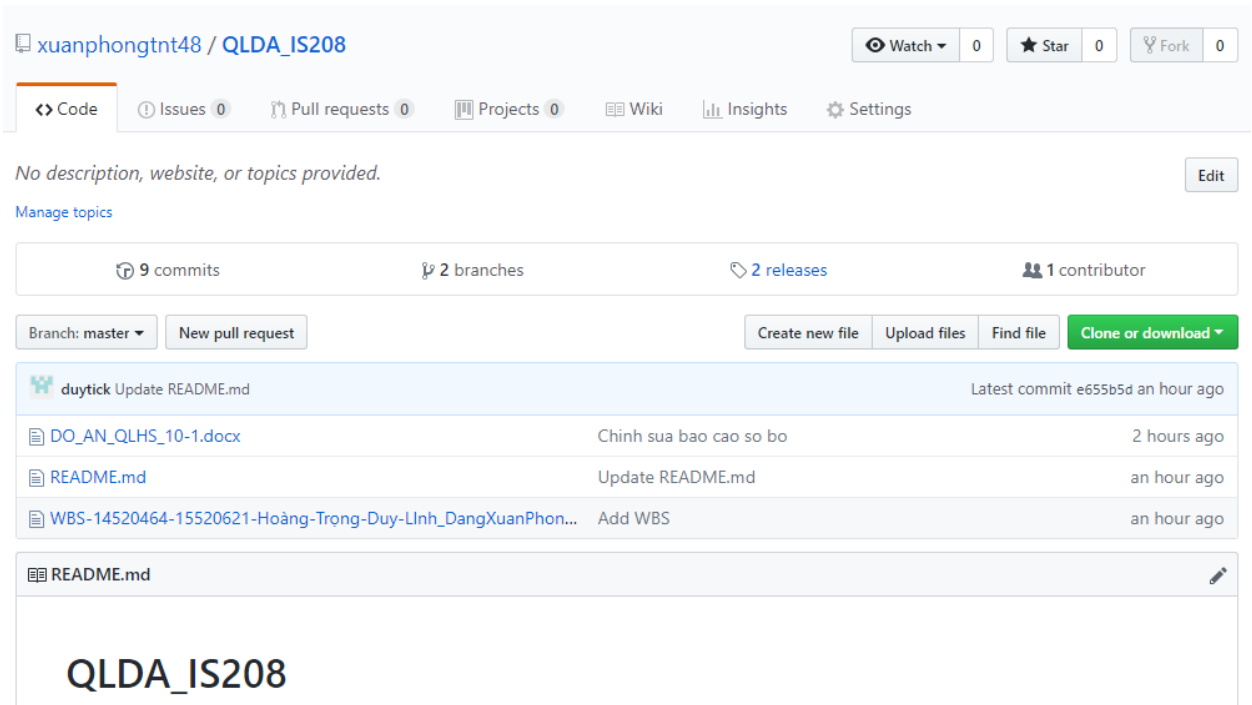 xuanphongtnt48 / QLDA_IS208 Watch 0 Star 0 Fork 0
Code Issues 0 Pull requests 0 Projects 0 Wiki Insights Settings
No description, website, or topics provided. Edit
Manage topics
9 commits 2 branches 2 releases 1 contributor
Branch: master New pull request Create new file Upload files Find file Clone or download
duytick Update README.md Latest commit e655b5d an hour ago
DO_AN_QLHS_10-1.docx Chinh sua bao cao so bo 2 hours ago
README.md Update README.md an hour ago
WBS-14520464-15520621-Hoàng-Trọng-Duy-LInh_DangXuanPhon... Add WBS an hour ago
README.md
QLDA_IS208